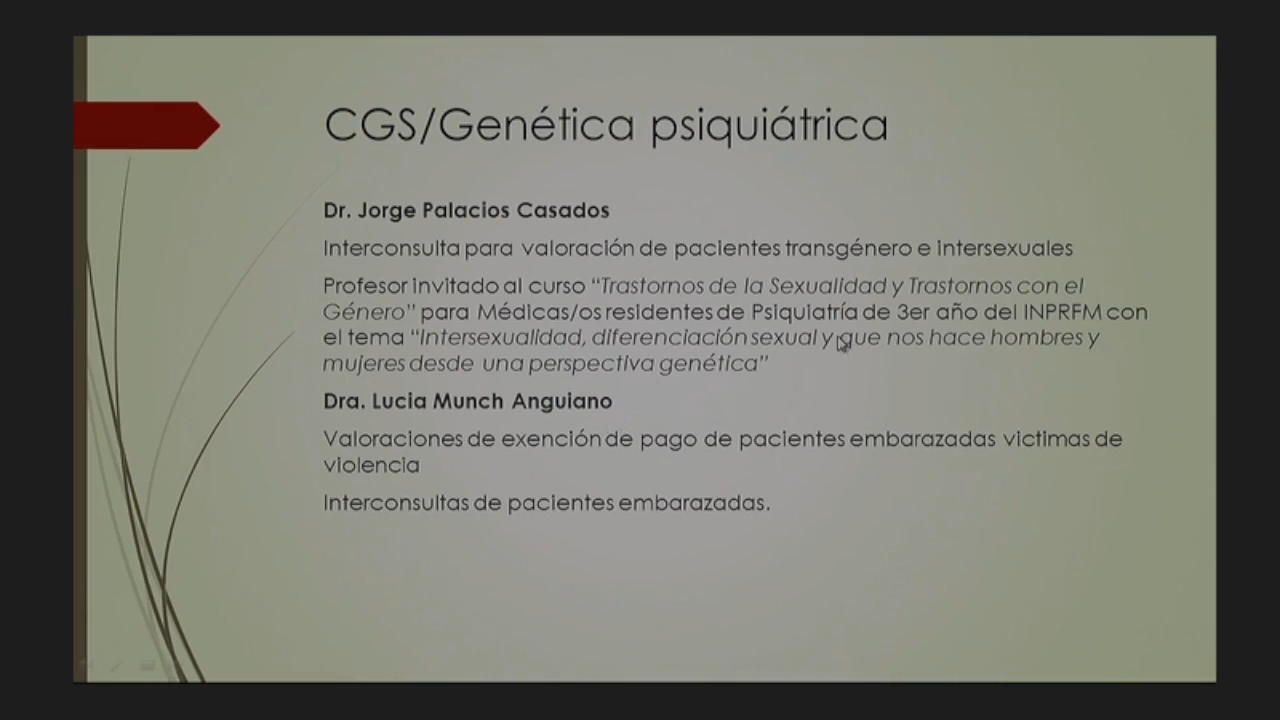 CGS/Genética psiquiátrica
Dr. Jorge Palacios Casados
Interconsulta para valoración de pacientes transgénero e intersexuales
Profesor invitado al curso “Trastornos de la Sexualidad y Trastornos con el
Género” para Médicas/os residentes de Psiquiatría de 3er año del INPRFM con
el tema “Intersexualidad, diferenciación sexual y que nos hace hombres y
mujeres desde una perspectiva genética”
Dra. Lucia Munch Anguiano
Valoraciones de exención de pago de pacientes embarazadas victimas de
violencia
Interconsultas de pacientes embarazadas.